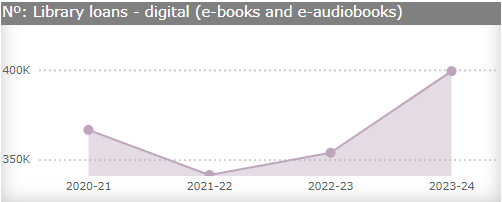 Nº: Library loans - digital (e-books and e-audiobooks)
400K
350K
2020-21 2021-22 2022-23 2023-24